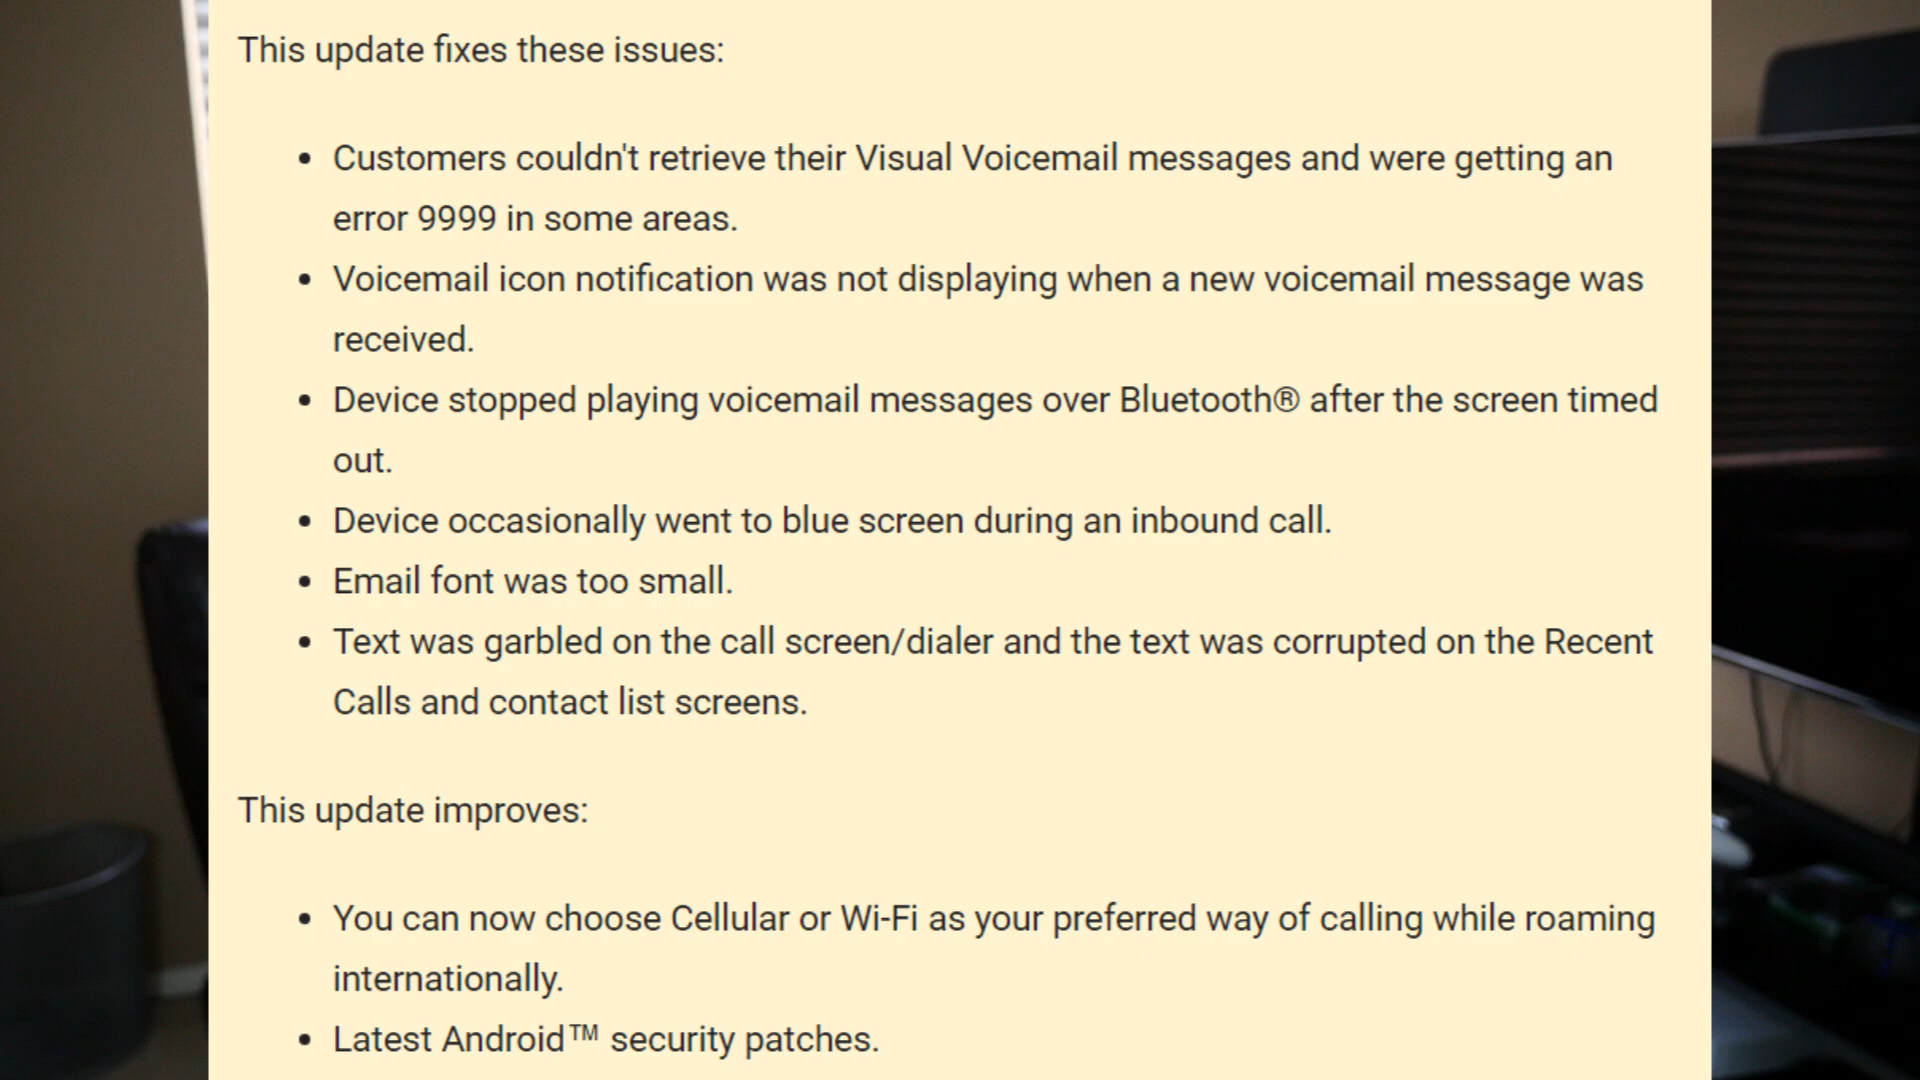 This update fixes these issues:
• Customers couldn't retrieve their Visual Voicemail messages and were getting an
error 9999 in some areas.
• Voicemail icon notification was not displaying when a new voicemail message was
received.
• Device stopped playing voicemail messages over Bluetooth® after the screen timed
out.
• Device occasionally went to blue screen during an inbound call.
• Email font was too small.
• Text was garbled on the call screen/dialer and the text was corrupted on the Recent
Calls and contact list screens.
This update improves:
• You can now choose Cellular or Wi-Fi as your preferred way of calling while roaming
internationally.
• Latest Android™ security patches.